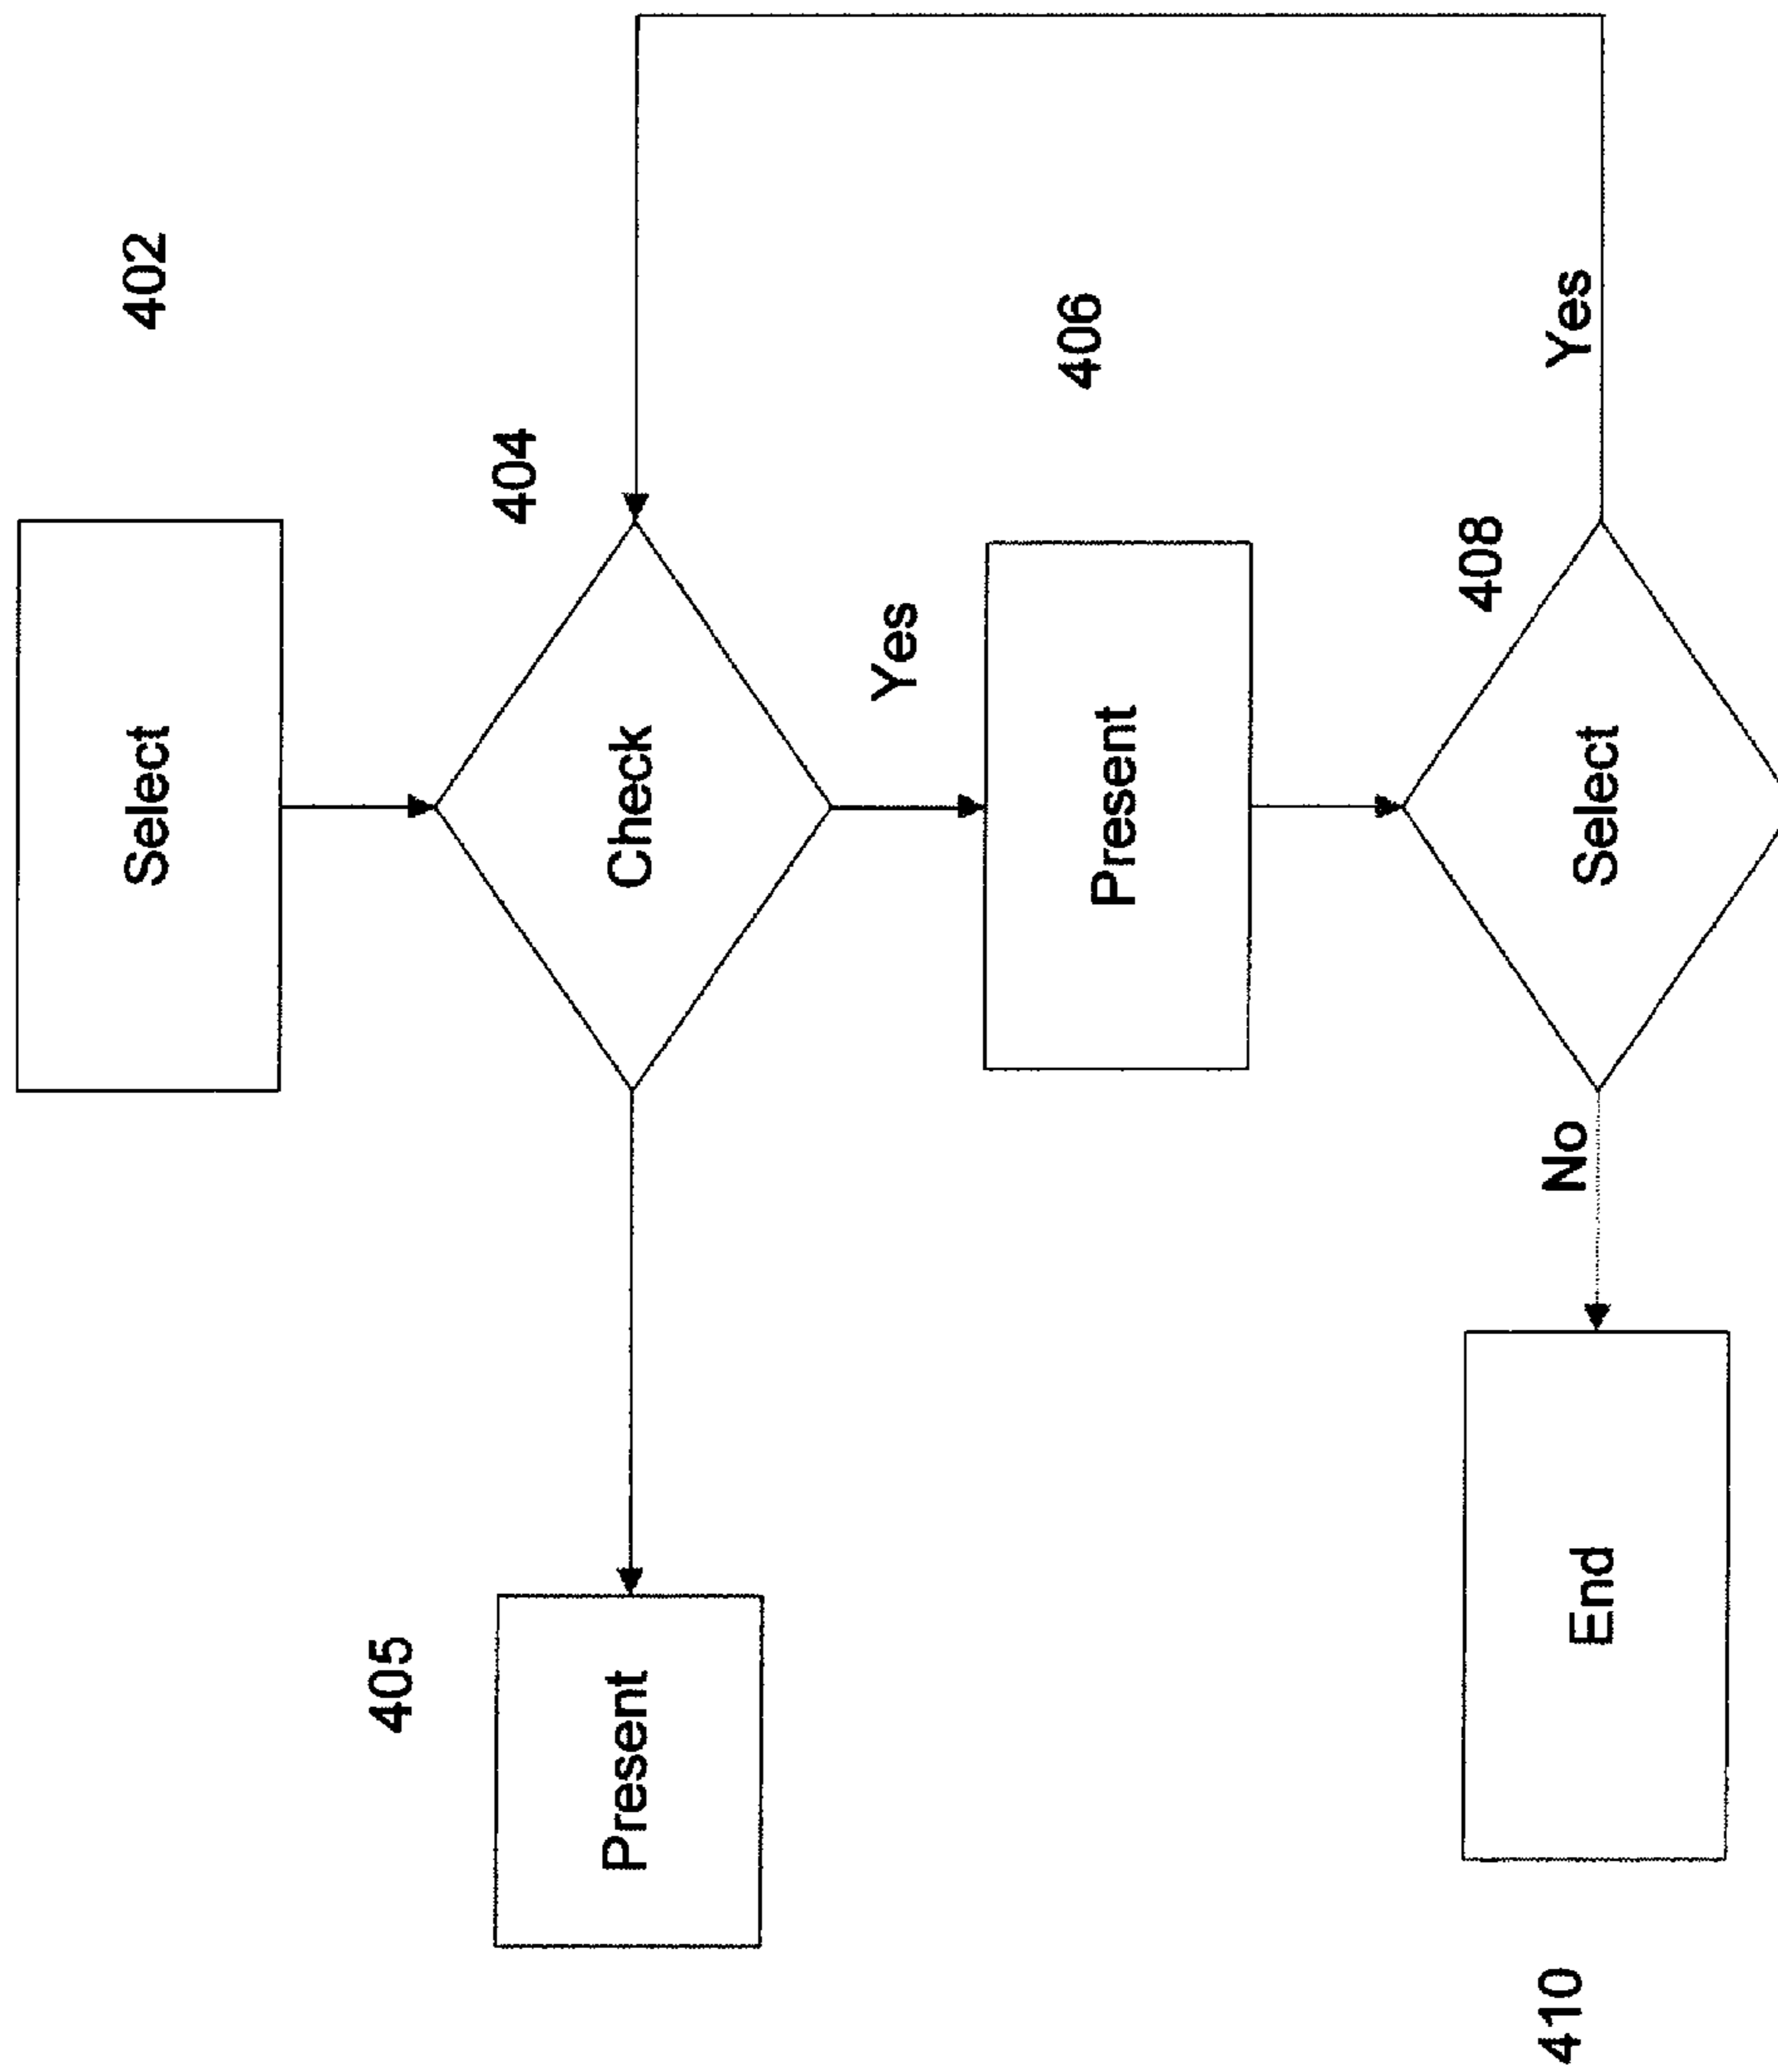 402
Select
404
Check
Yes
405
Present
406
Present
408
Select
Yes
No
End
410